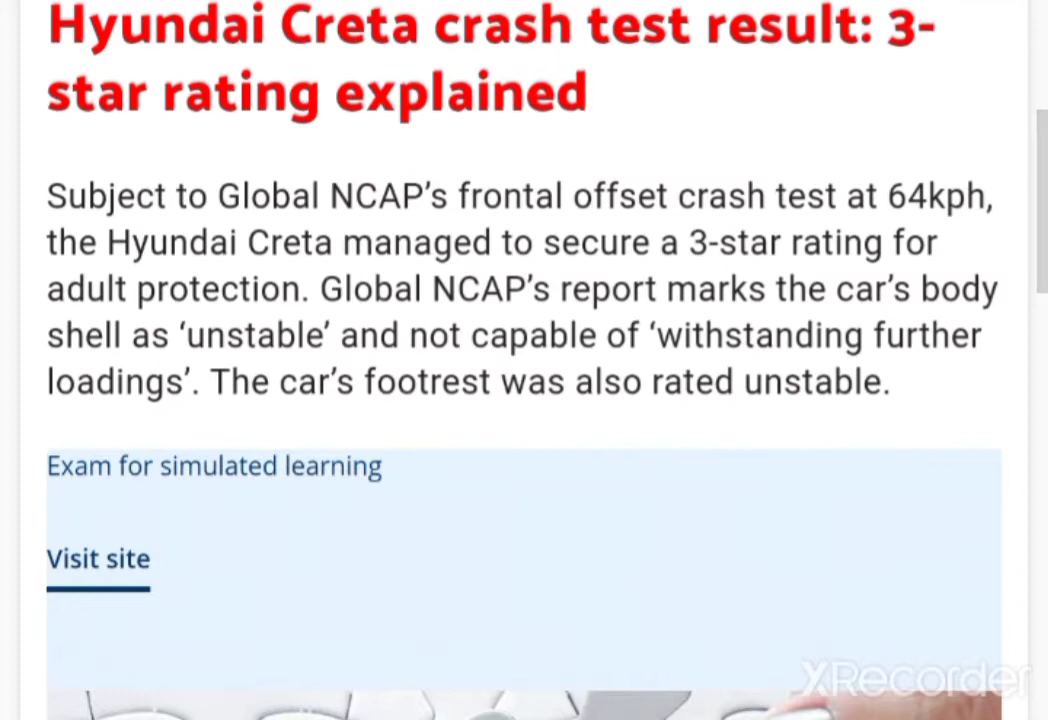 Hyundai Creta crash test result: 3-
star rating explained
Subject to Global NCAP’s frontal offset crash test at 64kph,
the Hyundai Creta managed to secure a 3-star rating for
adult protection. Global NCAP’s report marks the car’s body
shell as ‘unstable’ and not capable of ‘withstanding further
loadings’. The car’s footrest was also rated unstable.
Exam for simulated learning
Visit site
XRecorder